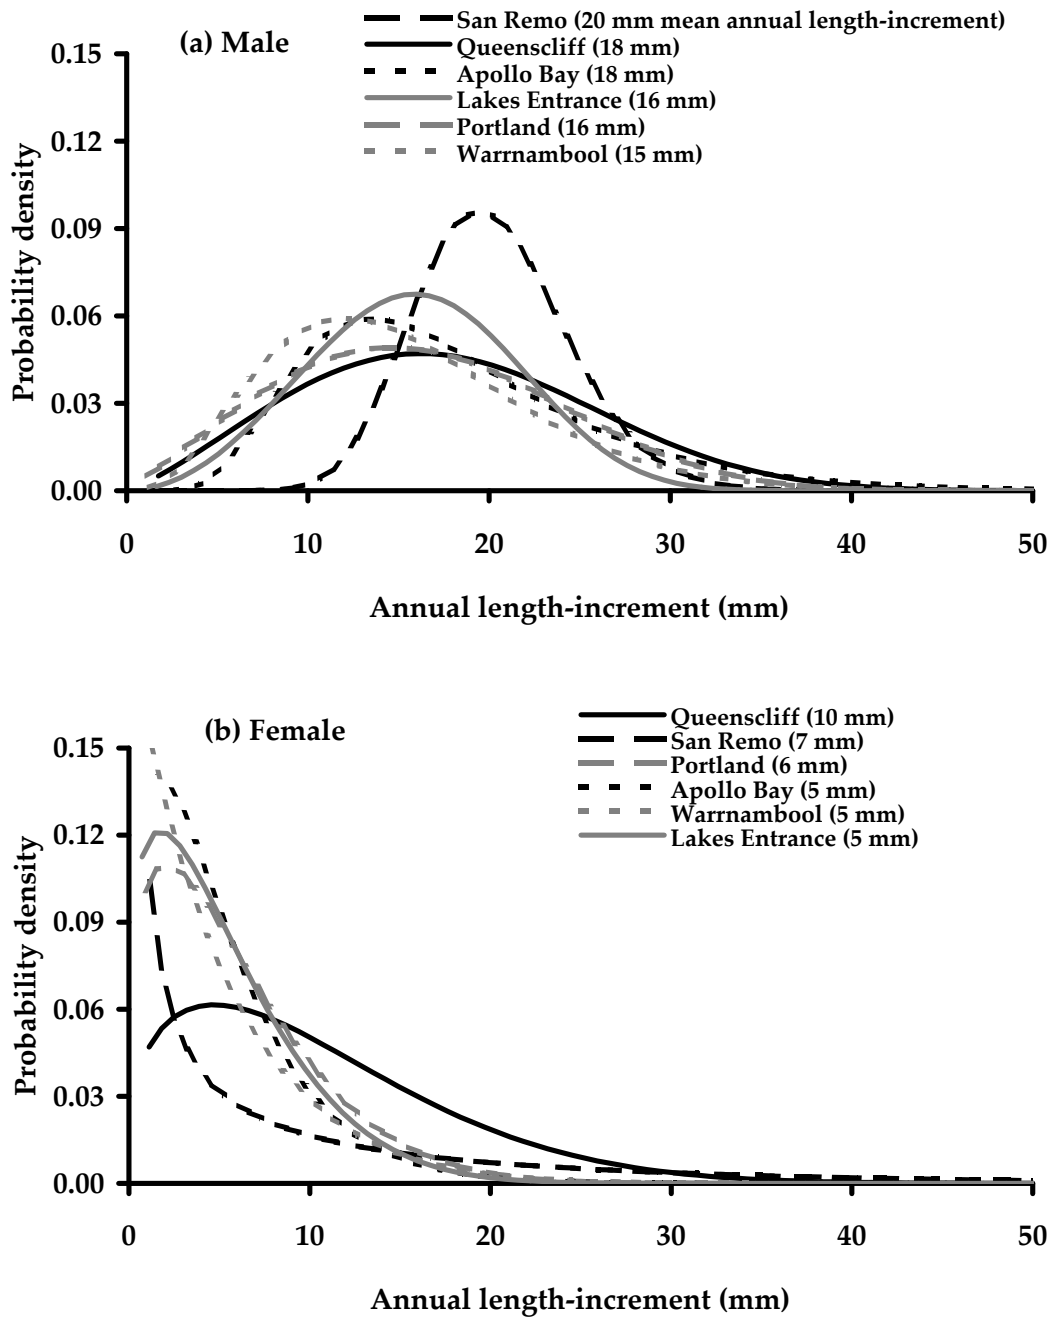 San Remo (20 mm mean annual length-increment)
(a) Male
Queenscliff (18 mm)
Apollo Bay (18 mm)
Lakes Entrance (16 mm)
Portland (16 mm)
Warrnambool (15 mm)
Probability density
0.15
0.12
0.09
0.06
0.03
0.00
0 10 20 30 40 50
Annual length-increment (mm)
(b) Female
Queenscliff (10 mm)
San Remo (7 mm)
Portland (6 mm)
Apollo Bay (5 mm)
Warrnambool (5 mm)
Lakes Entrance (5 mm)
Probability density
0.15
0.12
0.09
0.06
0.03
0.00
0 10 20 30 40 50
Annual length-increment (mm)